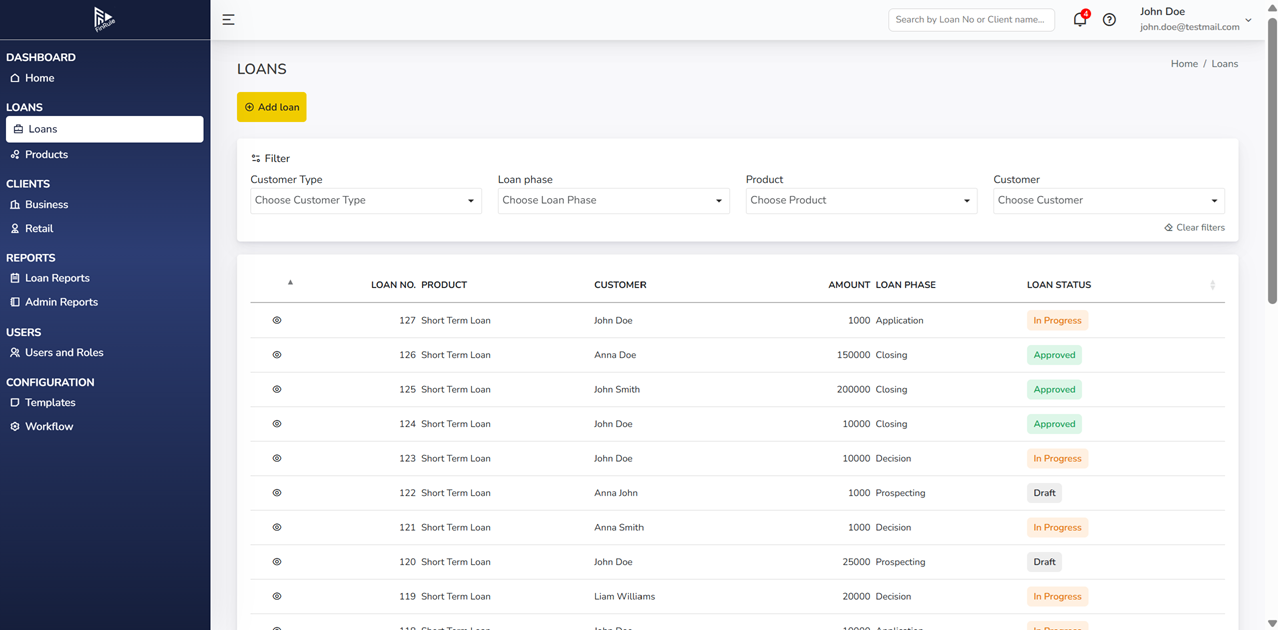 FinRule
Search by Loan No or Client name...
4
John Doe
john.doe@testmail.com
DASHBOARD
Home
LOANS
Loans
Products
CLIENTS
Business
Retail
REPORTS
Loan Reports
Admin Reports
USERS
Users and Roles
CONFIGURATION
Templates
Workflow
LOANS
Home / Loans
Add loan
Filter
Customer Type Loan phase Product Customer
Choose Customer Type Choose Loan Phase Choose Product Choose Customer
Clear filters
LOAN NO. PRODUCT CUSTOMER AMOUNT LOAN PHASE LOAN STATUS
127 Short Term Loan John Doe 1000 Application In Progress
126 Short Term Loan Anna Doe 150000 Closing Approved
125 Short Term Loan John Smith 200000 Closing Approved
124 Short Term Loan John Doe 10000 Closing Approved
123 Short Term Loan John Doe 10000 Decision In Progress
122 Short Term Loan Anna John 1000 Prospecting Draft
121 Short Term Loan Anna Smith 1000 Decision In Progress
120 Short Term Loan John Doe 25000 Prospecting Draft
119 Short Term Loan Liam Williams 20000 Decision In Progress